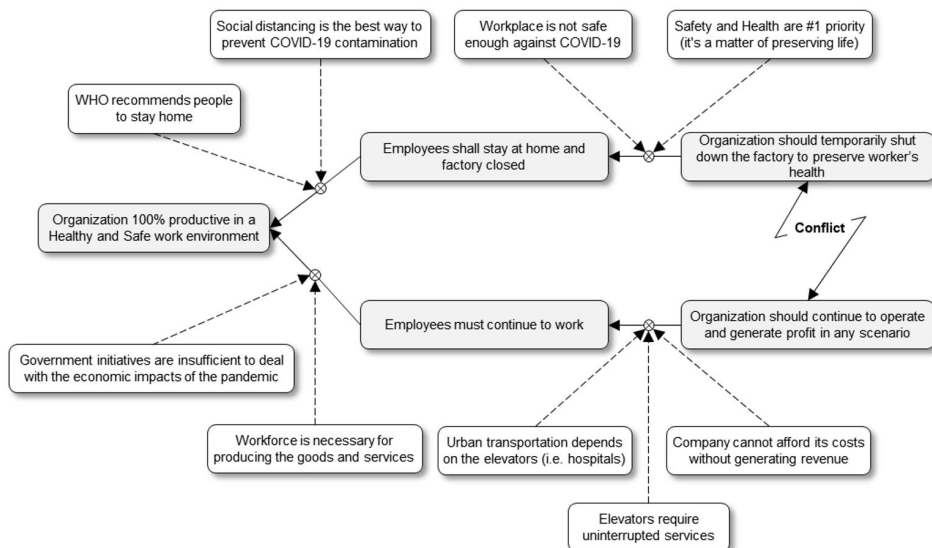 Social distancing is the best way to
prevent COVID-19 contamination
Workplace is not safe
enough against COVID-19
Safety and Health are #1 priority
(it's a matter of preserving life)
WHO recommends people
to stay home
Employees shall stay at home and
factory closed
Organization should temporarily shut
down the factory to preserve worker's
health
Organization 100% productive in a
Healthy and Safe work environment
Conflict
Employees must continue to work
Organization should continue to operate
and generate profit in any scenario
Government initiatives are insufficient to deal
with the economic impacts of the pandemic
Workforce is necessary for
producing the goods and services
Urban transportation depends
on the elevators (i.e. hospitals)
Company cannot afford its costs
without generating revenue
Elevators require
uninterrupted services